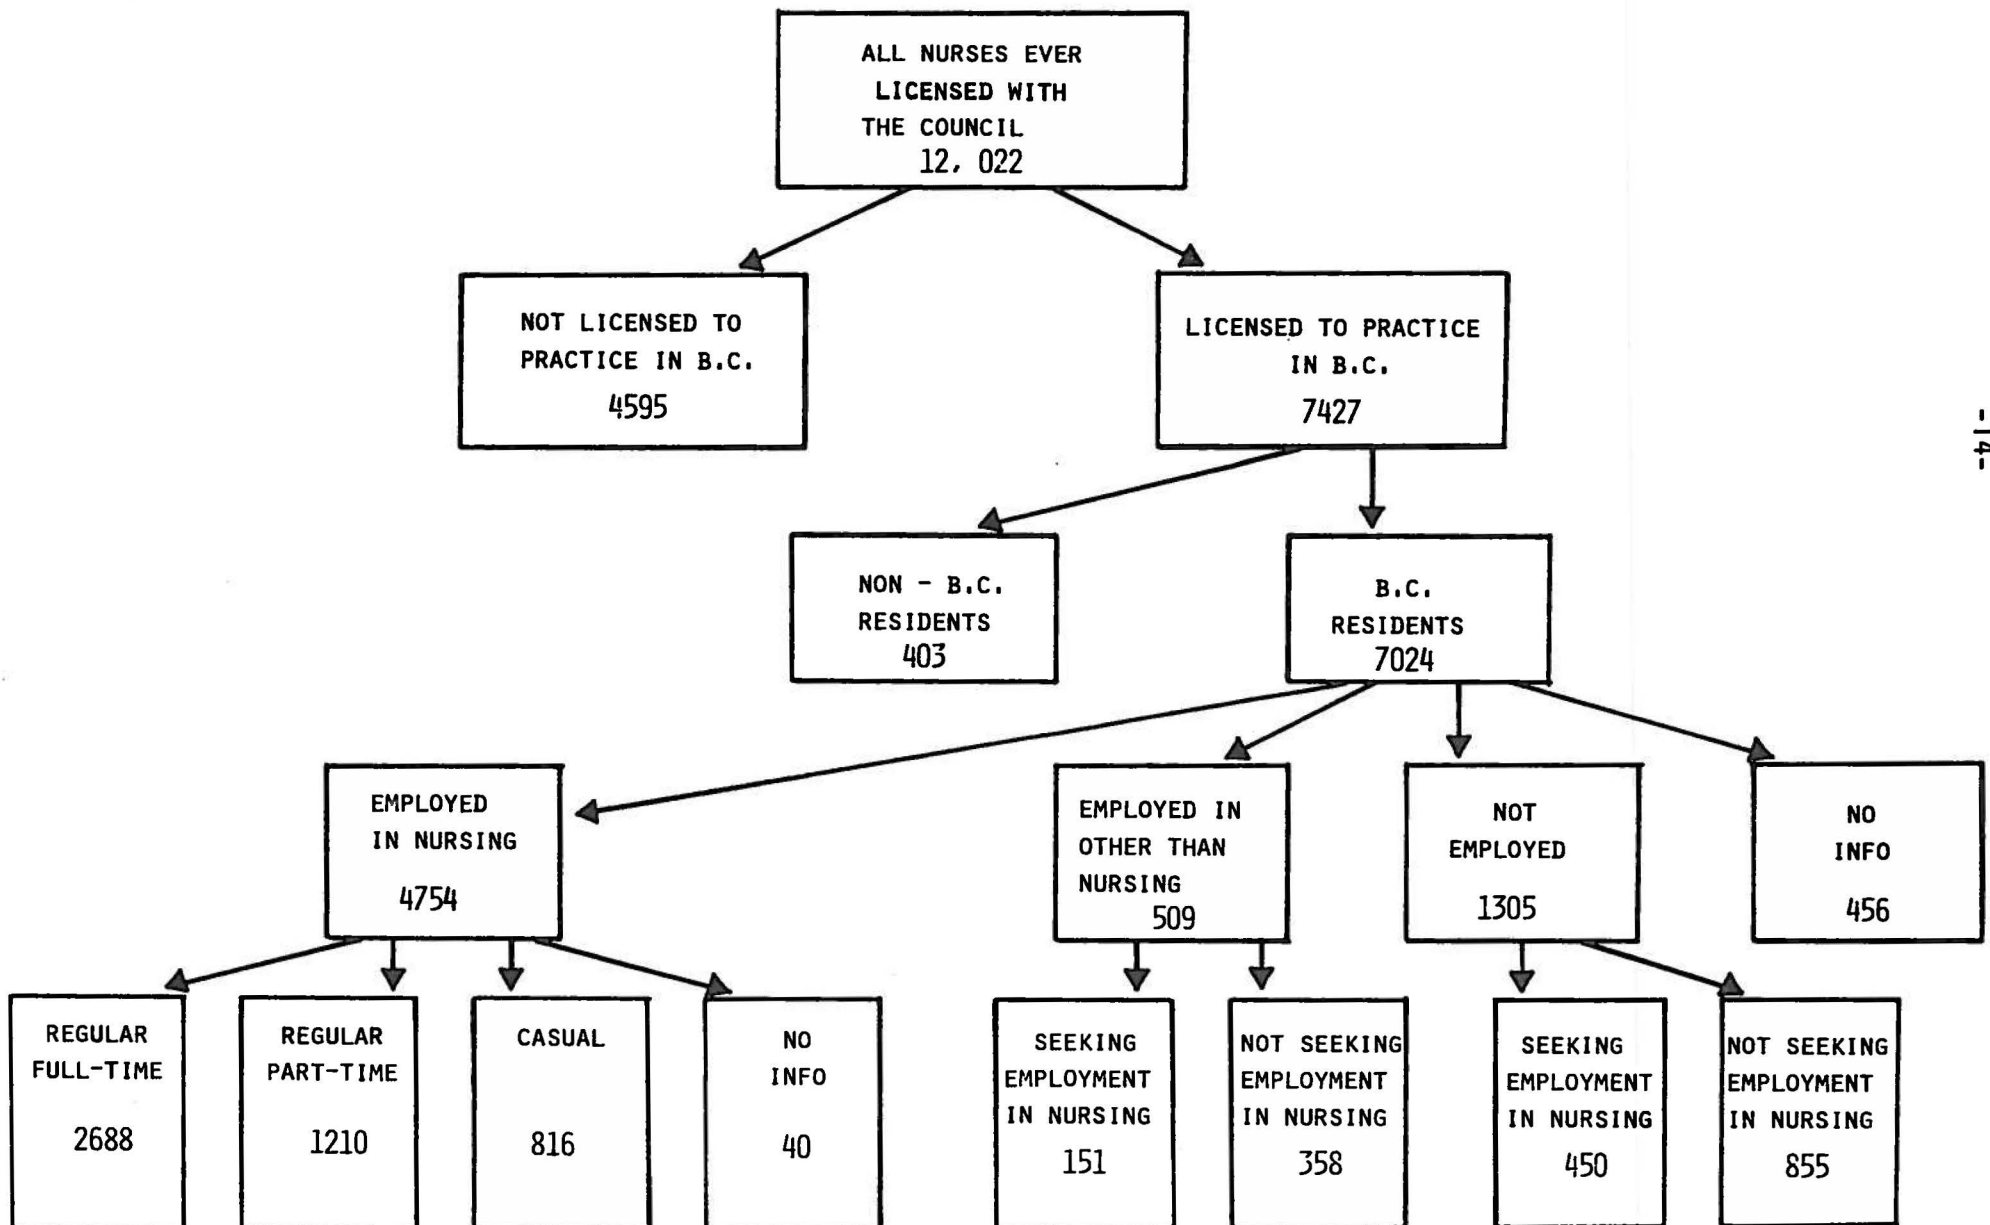 ALL NURSES EVER
LICENSED WITH
THE COUNCIL
12, 022
NOT LICENSED TO
PRACTICE IN B.C.
4595
LICENSED TO PRACTICE
IN B.C.
7427
-14-
NON - B.C.
RESIDENTS
403
B.C.
RESIDENTS
7024
EMPLOYED
IN NURSING
4754
EMPLOYED IN
OTHER THAN
NURSING
509
NOT
EMPLOYED
1305
NO
INFO
456
REGULAR
FULL-TIME
2688
REGULAR
PART-TIME
1210
CASUAL
816
NO
INFO
40
SEEKING
EMPLOYMENT
IN NURSING
151
NOT SEEKING
EMPLOYMENT
IN NURSING
358
SEEKING
EMPLOYMENT
IN NURSING
450
NOT SEEKING
EMPLOYMENT
IN NURSING
855